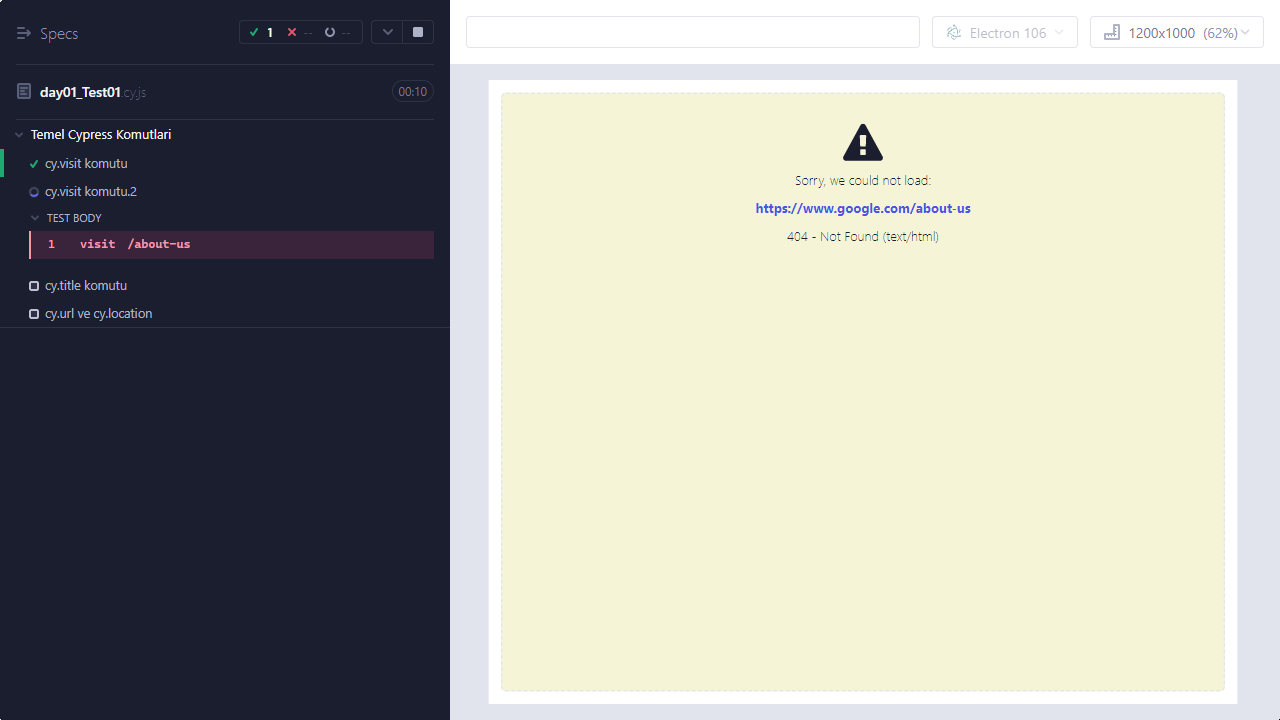 Specs
1 -- --
day01_Test01.cy.js 00:10
Temel Cypress Komutlari
cy.visit komutu
cy.visit komutu.2
TEST BODY
1 visit /about-us
cy.title komutu
cy.url ve cy.location
Electron 106
1200x1000 (62%)
Sorry, we could not load:
https://www.google.com/about-us
404 - Not Found (text/html)